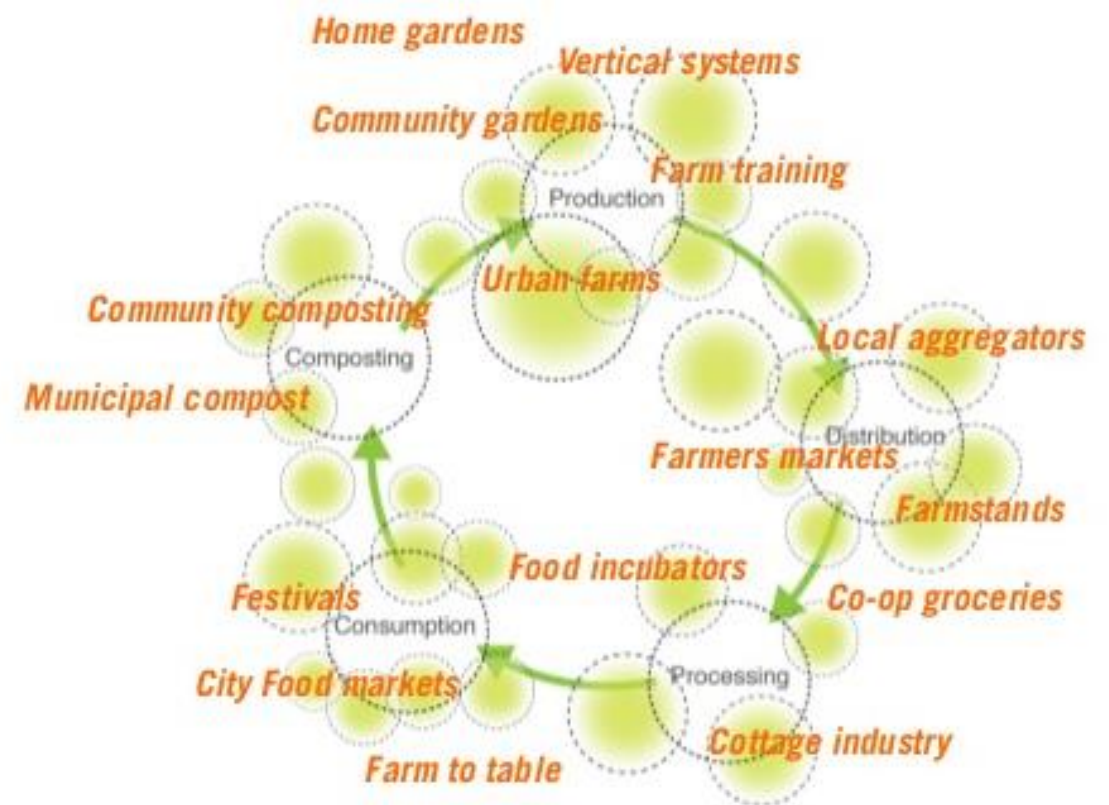 Home gardens
Vertical systems
Community gardens
Farm training
Production
Urban farms
Community composting
Local aggregators
Composting
Municipal compost
Distribution
Farmers markets
Farmstands
Food incubators
Co-op groceries
Festivals
Consumption
Processing
City Food markets
Cottage industry
Farm to table